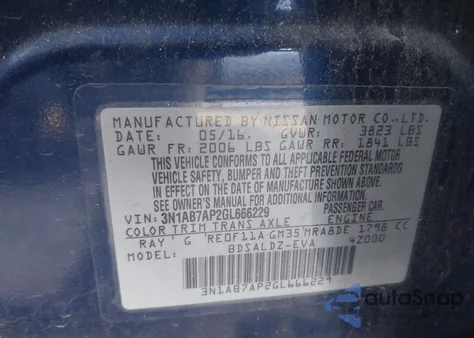 MANUFACTURED BY NISSAN MOTOR CO.,LTD.
DATE: 05/16. GVWR: 3823 LBS
GAWR FR: 2006 LBS GAWR RR: 1841 LBS
THIS VEHICLE CONFORMS TO ALL APPLICABLE FEDERAL MOTOR
VEHICLE SAFETY, BUMPER AND THEFT PREVENTION STANDARDS
IN EFFECT ON THE DATE OF MANUFACTURE SHOWN ABOVE.
SEE OWNER'S MANUAL FOR ADDITIONAL INFORMATION.
PASSENGER CAR
VIN: 3N1AB7AP2GL666229
COLOR TRIM TRANS AXLE ENGINE
RAY G RE0F11A GM35 MRA8DE 1798 CC
MODEL: BDSALDZ-EVA 4Z000
3N1AB7AP2GL666229
autoSnap